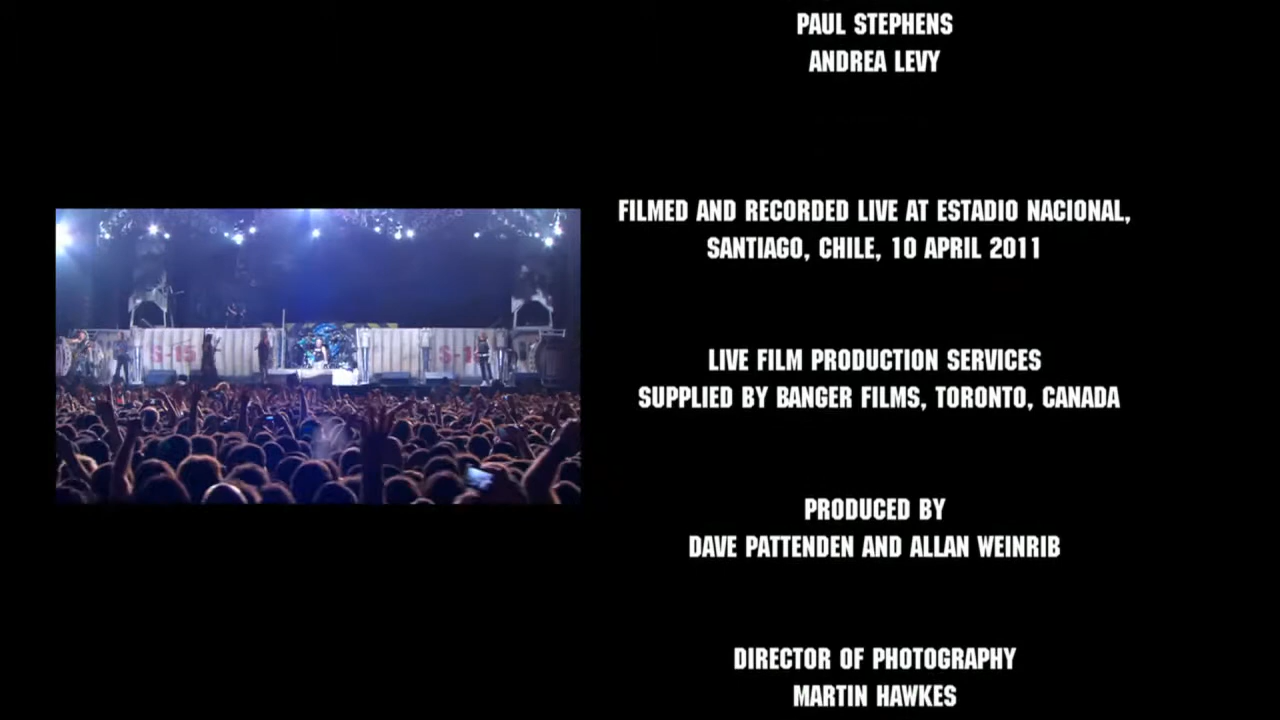 PAUL STEPHENS
ANDREA LEVY
FILMED AND RECORDED LIVE AT ESTADIO NACIONAL,
SANTIAGO, CHILE, 10 APRIL 2011
S-15
S-1
LIVE FILM PRODUCTION SERVICES
SUPPLIED BY BANGER FILMS, TORONTO, CANADA
PRODUCED BY
DAVE PATTENDEN AND ALLAN WEINRIB
DIRECTOR OF PHOTOGRAPHY
MARTIN HAWKES